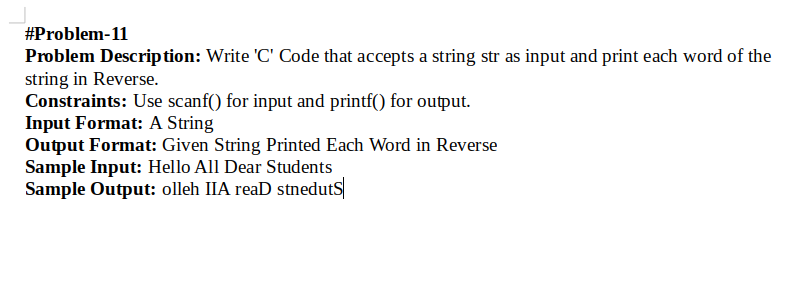 #Problem-11
Problem Description: Write 'C' Code that accepts a string str as input and print each word of the
string in Reverse.
Constraints: Use scanf() for input and printf() for output.
Input Format: A String
Output Format: Given String Printed Each Word in Reverse
Sample Input: Hello All Dear Students
Sample Output: olleh IIA reaD stnedutS